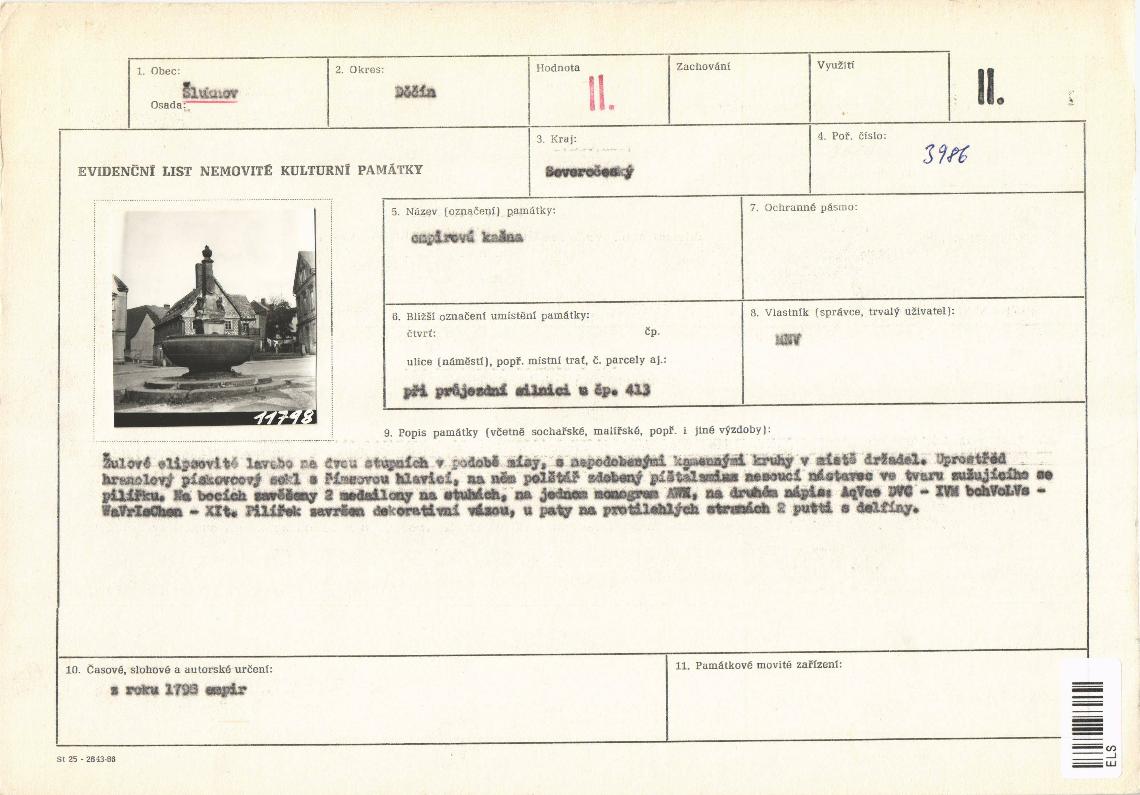 1. Obec:
Šluknov
Osada:
2. Okres:
Děčín
Hodnota
II.
Zachování
Využití
II.
EVIDENČNÍ LIST NEMOVITÉ KULTURNÍ PAMÁTKY
3. Kraj:
Severočeský
4. Poř. číslo:
3986
11798
5. Název (označení) památky:
empírová kašna
7. Ochranné pásmo:
6. Bližší označení umístění památky:
čtvrť: čp.
ulice (náměstí), popř. místní trať, č. parcely aj.:
při průjezdní silnici u čp. 413
8. Vlastník (správce, trvalý uživatel):
MNV
9. Popis památky (včetně sochařské, malířské, popř. i jiné výzdoby):
Žulové elipsovité lavabo na dvou stupních v podobě mísy, s napodobenými kamennými kruhy v místě držadel. Uprostřed
hranolový pískovcový sokl s římsovou hlavicí, na něm polštář zdobený píšťalemi nesoucí nástavec ve tvaru zužujícího se
pilířku. Na bocích zavěšeny 2 medailony na stuhách, na jednom monogram AWM, na druhém nápis: AqVae DVC - IVM bohVoLVs -
WaVrIsChen - XIt. Pilířek završen dekorativní vázou, u paty na protilehlých stranách 2 putti s delfíny.
10. Časové, slohové a autorské určení:
z roku 1798 empír
11. Památkové movité zařízení:
St 25 - 2843-66
ELS